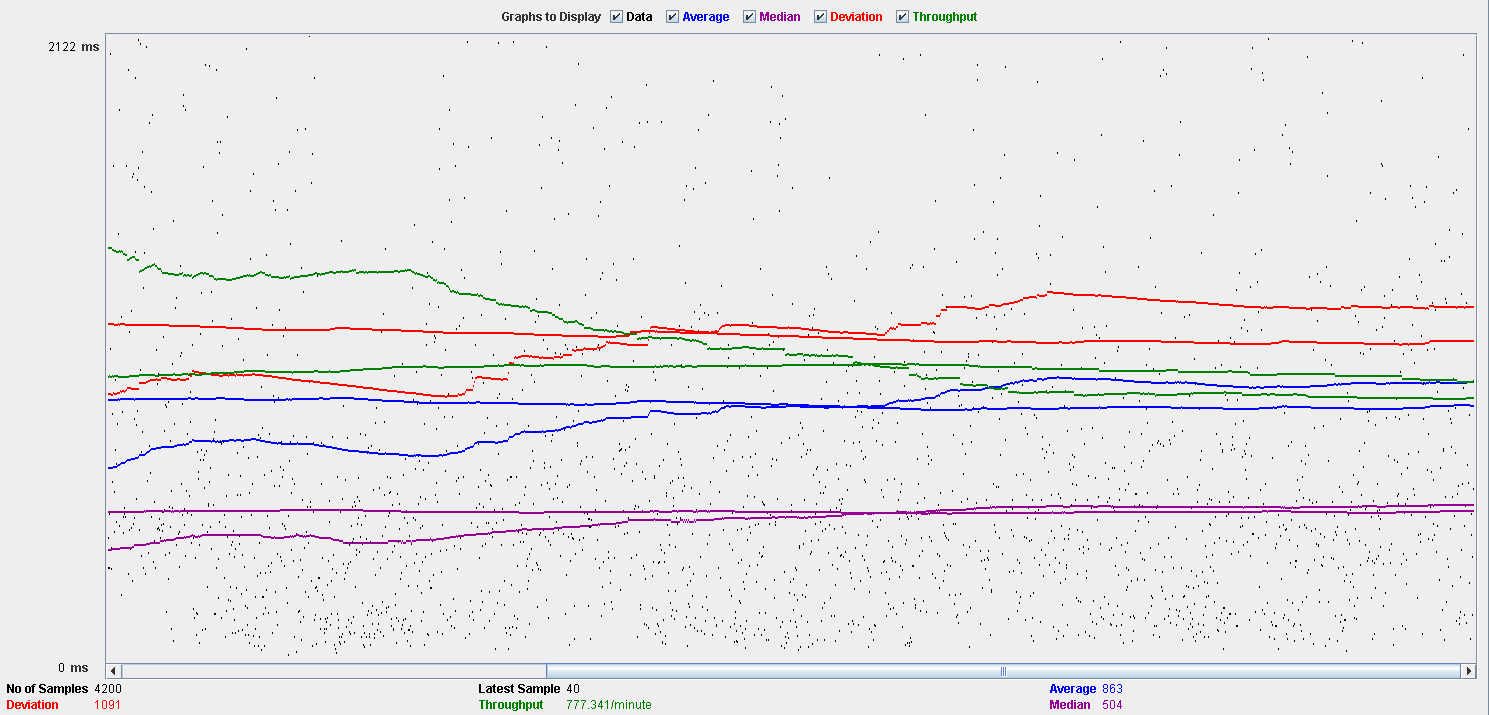 Graphs to Display Data Average Median Deviation Throughput
2122 ms
0 ms
No of Samples 4200 Latest Sample 40 Average 863
Deviation 1091 Throughput 777.341/minute Median 504